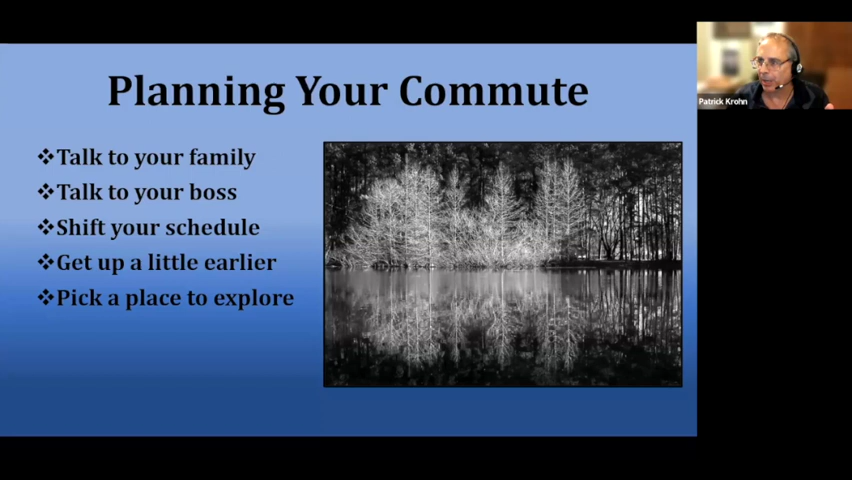 Planning Your Commute
❖Talk to your family
❖Talk to your boss
❖Shift your schedule
❖Get up a little earlier
❖Pick a place to explore
Patrick Krohn